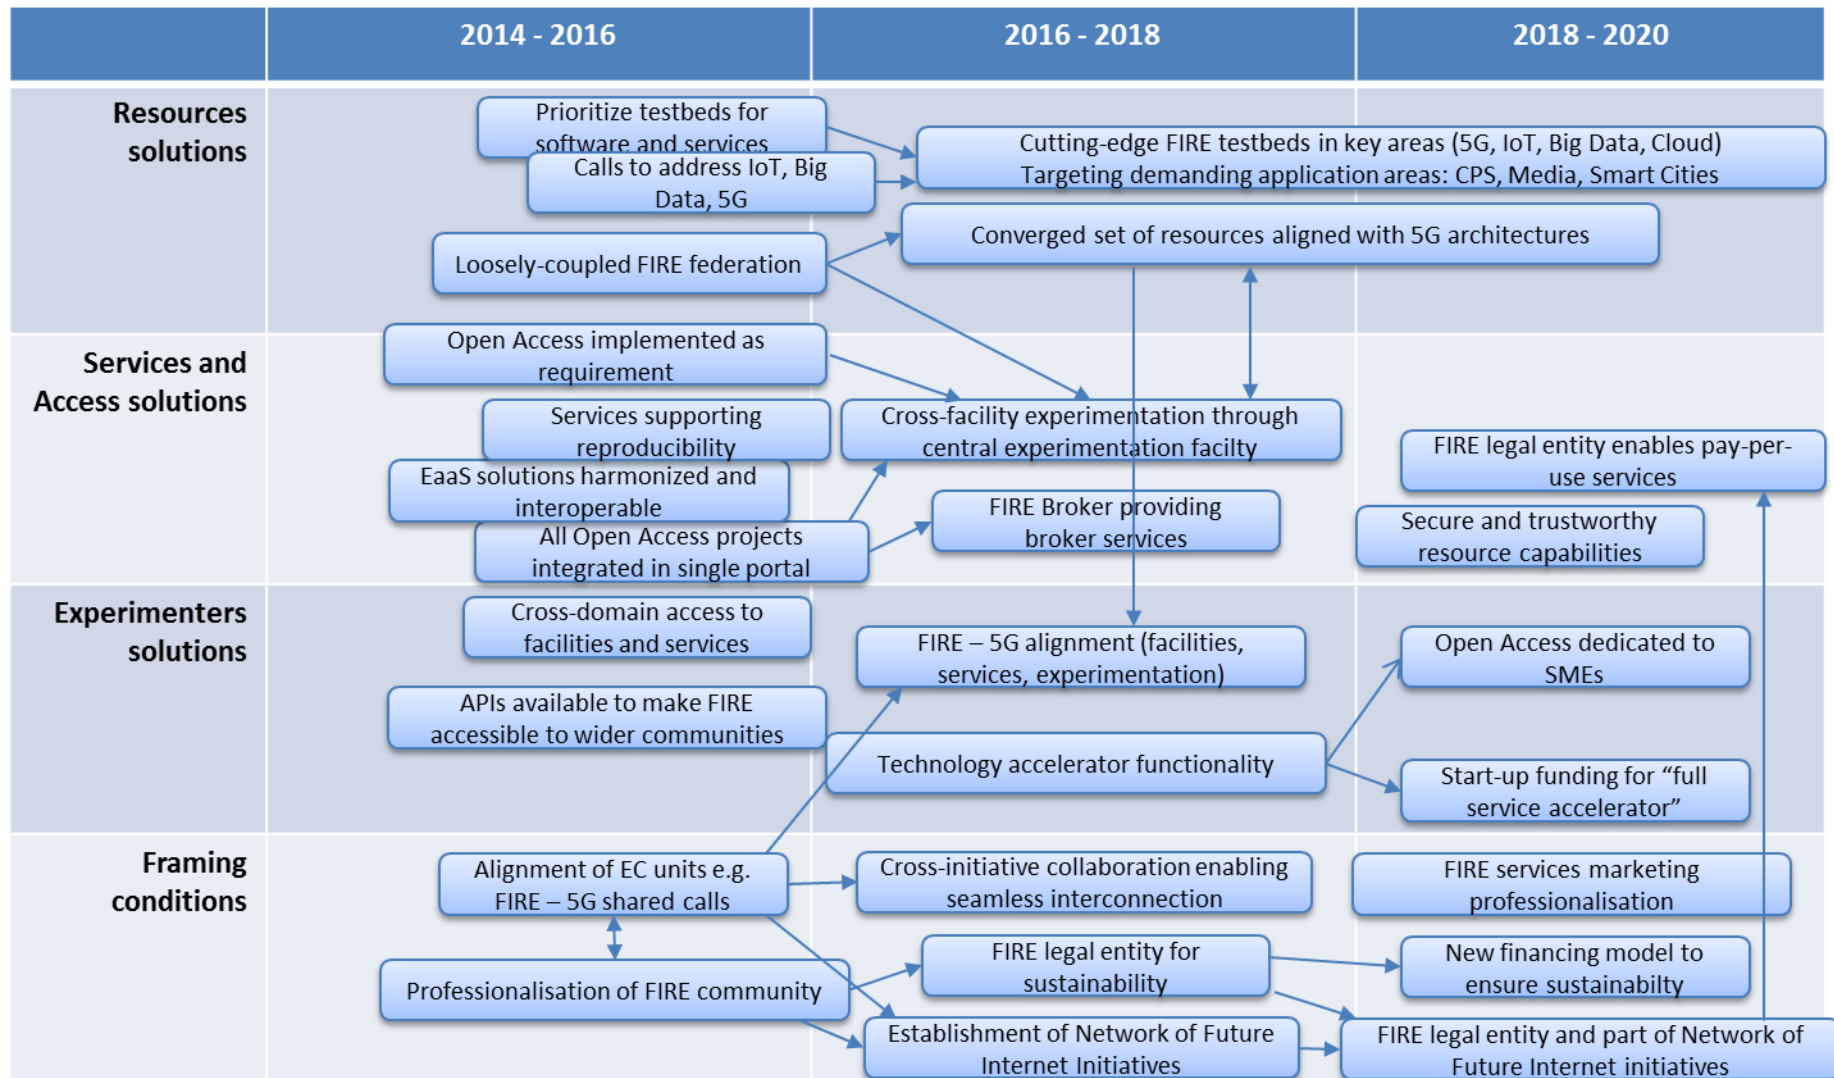 2014 - 2016
2016 - 2018
2018 - 2020
Resources
solutions
Prioritize testbeds for
software and services
Calls to address IoT, Big
Data, 5G
Loosely-coupled FIRE federation
Cutting-edge FIRE testbeds in key areas (5G, IoT, Big Data, Cloud)
Targeting demanding application areas: CPS, Media, Smart Cities
Converged set of resources aligned with 5G architectures
Services and
Access solutions
Open Access implemented as
requirement
Services supporting
reproducibility
EaaS solutions harmonized and
interoperable
All Open Access projects
integrated in single portal
Cross-facility experimentation through
central experimentation facilty
FIRE Broker providing
broker services
FIRE legal entity enables pay-per-
use services
Secure and trustworthy
resource capabilities
Experimenters
solutions
Cross-domain access to
facilities and services
APIs available to make FIRE
accessible to wider communities
FIRE – 5G alignment (facilities,
services, experimentation)
Technology accelerator functionality
Open Access dedicated to
SMEs
Start-up funding for “full
service accelerator”
Framing
conditions
Alignment of EC units e.g.
FIRE – 5G shared calls
Professionalisation of FIRE community
Cross-initiative collaboration enabling
seamless interconnection
FIRE legal entity for
sustainability
Establishment of Network of Future
Internet Initiatives
FIRE services marketing
professionalisation
New financing model to
ensure sustainabilty
FIRE legal entity and part of Network of
Future Internet initiatives